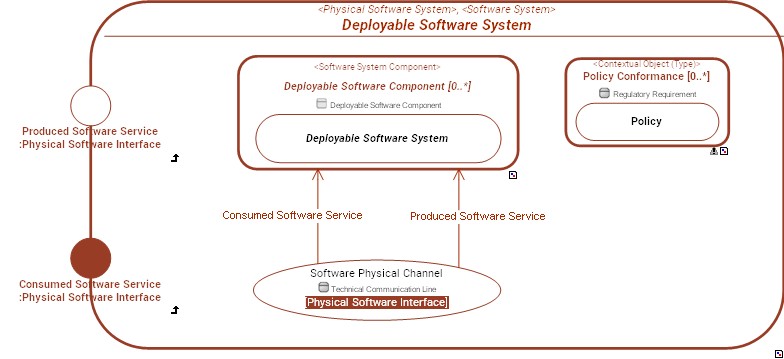 <Physical Software System>, <Software System>
Deployable Software System
<Software System Component>
Deployable Software Component [0..*]
Deployable Software Component
Deployable Software System
<Contextual Object (Type)>
Policy Conformance [0..*]
Regulatory Requirement
Policy
Produced Software Service
:Physical Software Interface
Consumed Software Service
Produced Software Service
Consumed Software Service
:Physical Software Interface
Software Physical Channel
Technical Communication Line
Physical Software Interface